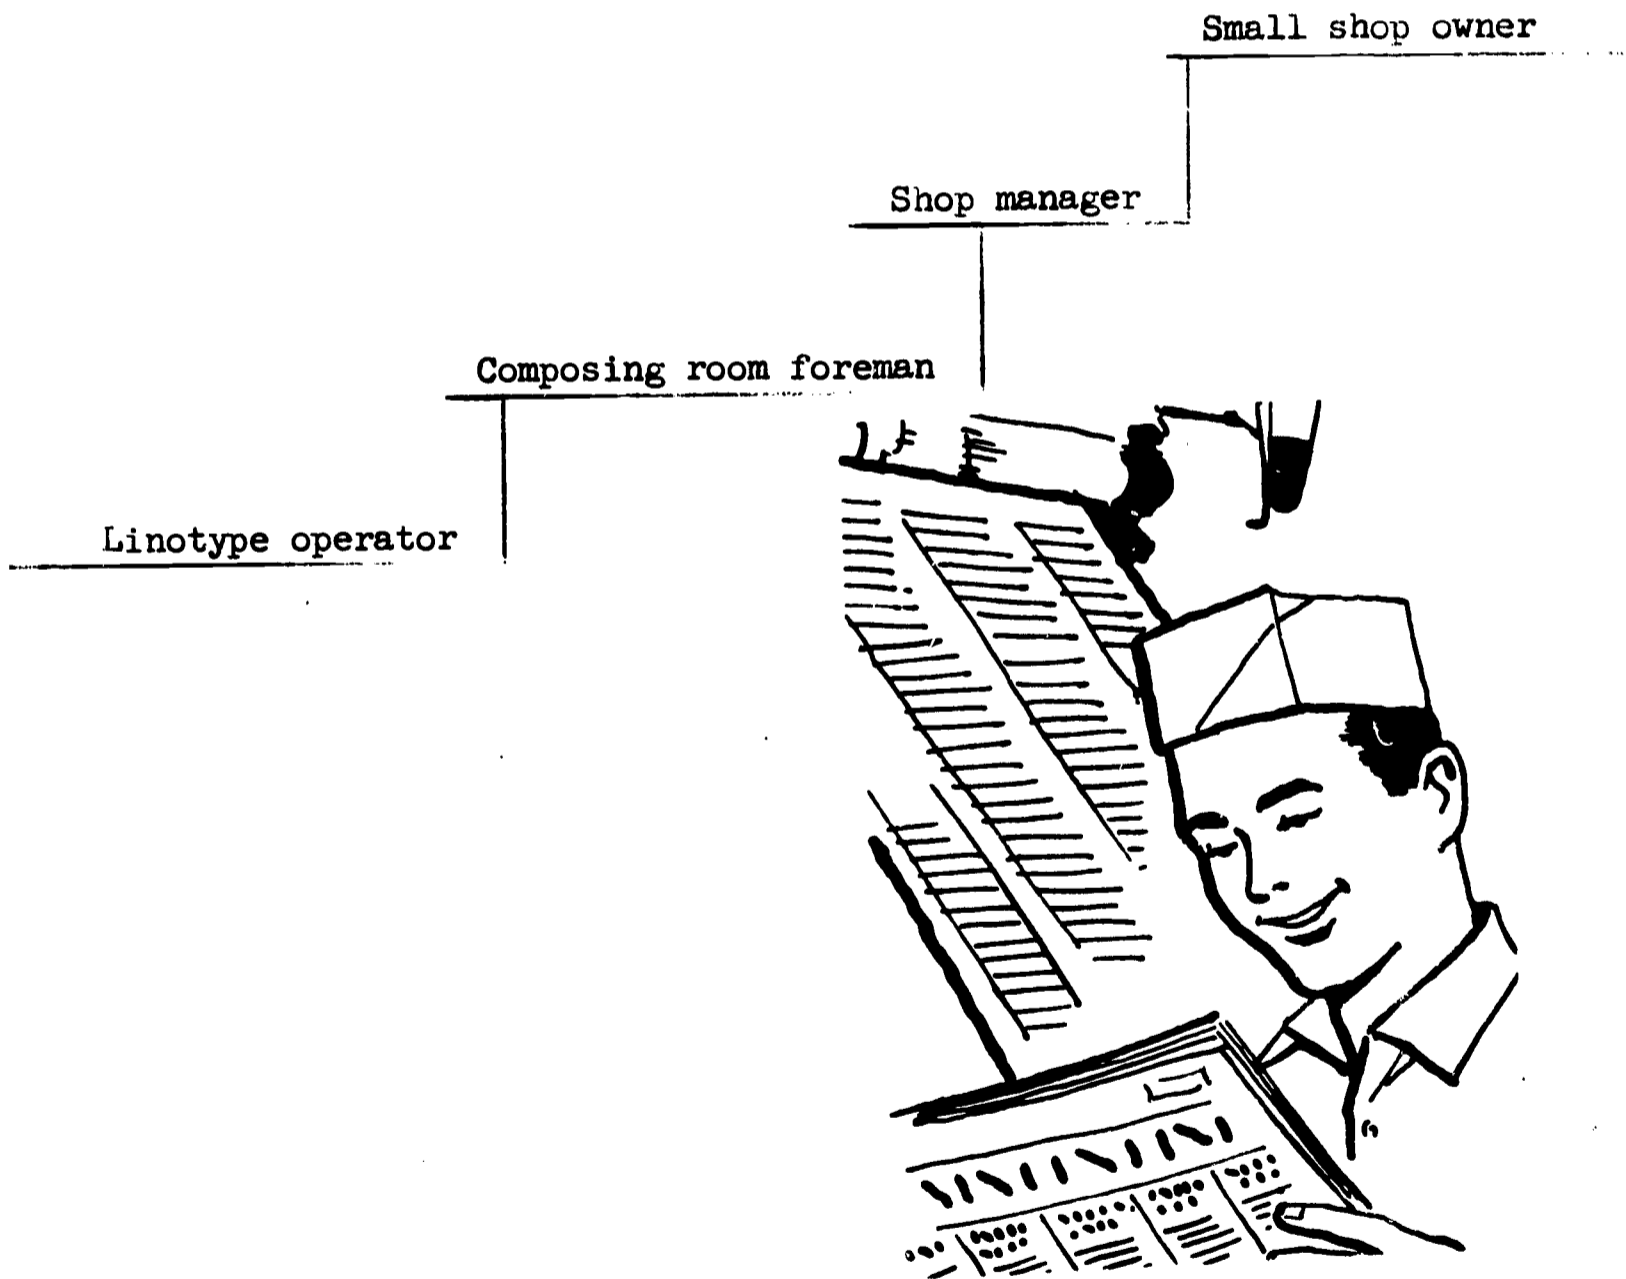 Small shop owner
Shop manager
Composing room foreman
Linotype operator